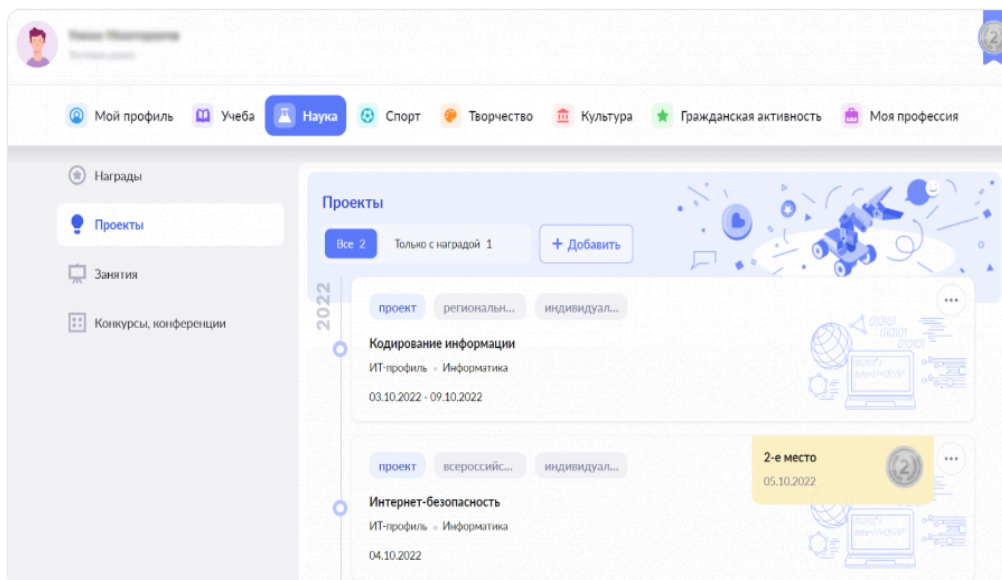 2
Мой профиль Учеба Наука Спорт Творчество Культура Гражданская активность Моя профессия
Награды
Проекты
Занятия
Конкурсы, конференции
Проекты
Все 2 Только с наградой 1 + Добавить
2022
проект региональн... индивидуал...
Кодирование информации
ИТ-профиль Информатика
03.10.2022 - 09.10.2022
проект всероссийс... индивидуал...
2-е место
05.10.2022
2
Интернет-безопасность
ИТ-профиль Информатика
04.10.2022